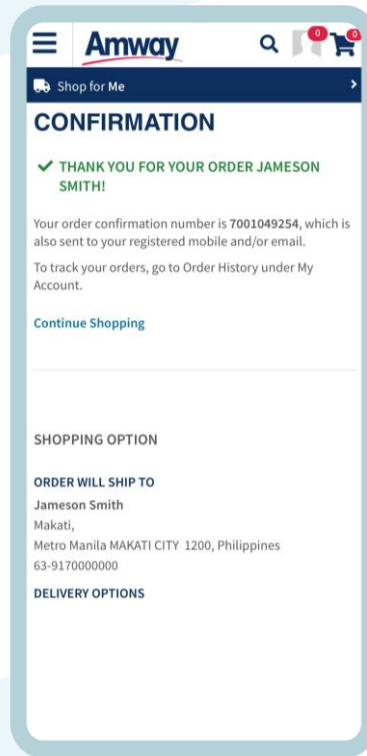 Amway
0
0
Shop for Me
CONFIRMATION
THANK YOU FOR YOUR ORDER JAMESON
SMITH!
Your order confirmation number is 7001049254, which is
also sent to your registered mobile and/or email.
To track your orders, go to Order History under My
Account.
Continue Shopping
SHOPPING OPTION
ORDER WILL SHIP TO
Jameson Smith
Makati,
Metro Manila MAKATI CITY 1200, Philippines
63-9170000000
DELIVERY OPTIONS